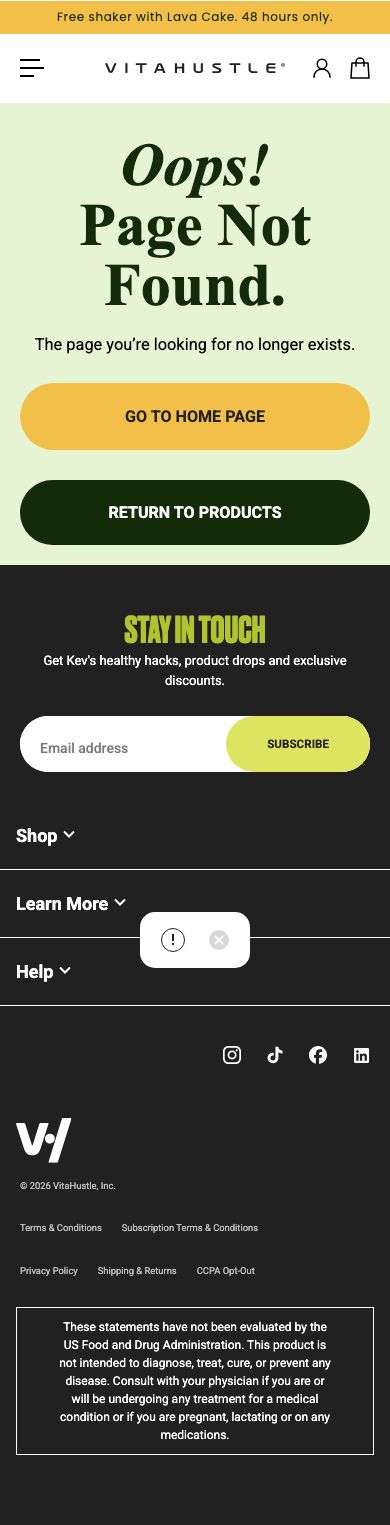 Free shaker with Lava Cake. 48 hours only.
VITAHUSTLE®
Oops!
Page Not
Found.
The page you’re looking for no longer exists.
GO TO HOME PAGE
RETURN TO PRODUCTS
STAY IN TOUCH
Get Kev's healthy hacks, product drops and exclusive
discounts.
Email address
SUBSCRIBE
Shop
Learn More
Help
© 2026 VitaHustle, Inc.
Terms & Conditions Subscription Terms & Conditions
Privacy Policy Shipping & Returns CCPA Opt-Out
These statements have not been evaluated by the
US Food and Drug Administration. This product is
not intended to diagnose, treat, cure, or prevent any
disease. Consult with your physician if you are or
will be undergoing any treatment for a medical
condition or if you are pregnant, lactating or on any
medications.